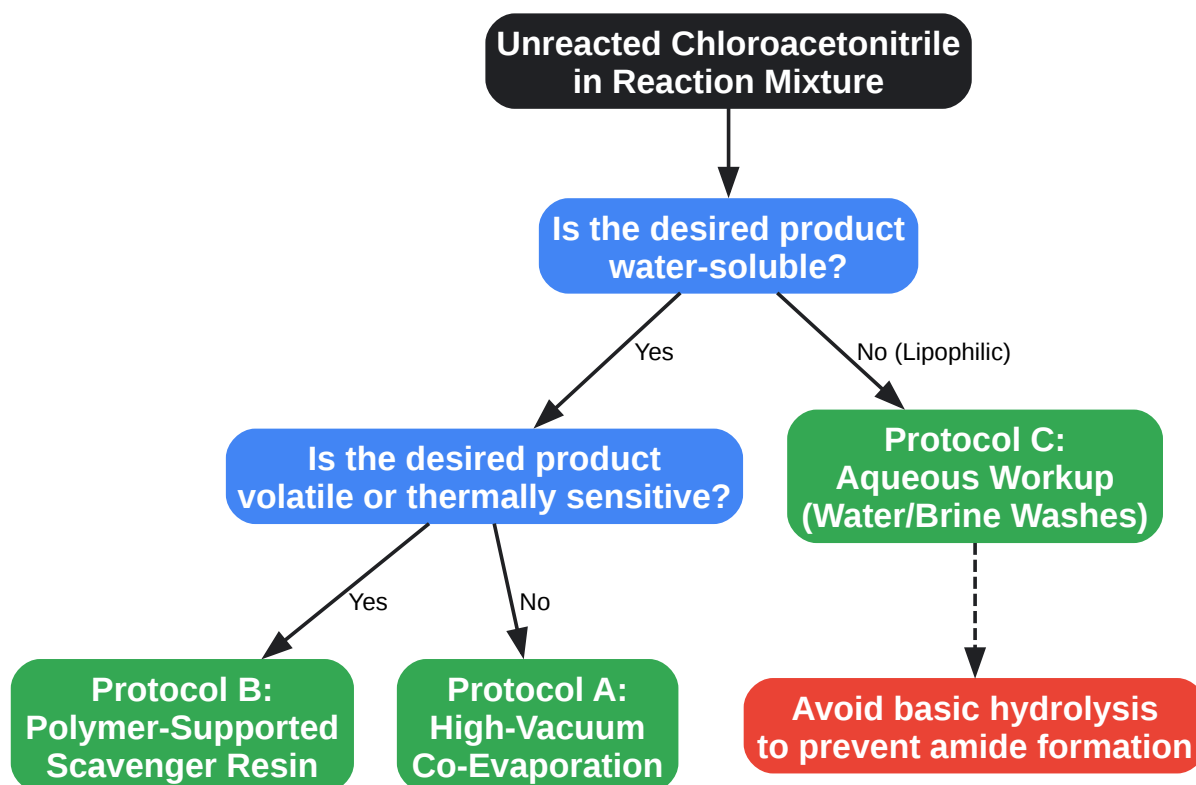 Unreacted Chloroacetonitrile
in Reaction Mixture
Is the desired product
water-soluble?
Yes
No (Lipophilic)
Is the desired product
volatile or thermally sensitive?
Protocol C:
Aqueous Workup
(Water/Brine Washes)
Yes
No
Protocol B:
Polymer-Supported
Scavenger Resin
Protocol A:
High-Vacuum
Co-Evaporation
Avoid basic hydrolysis
to prevent amide formation